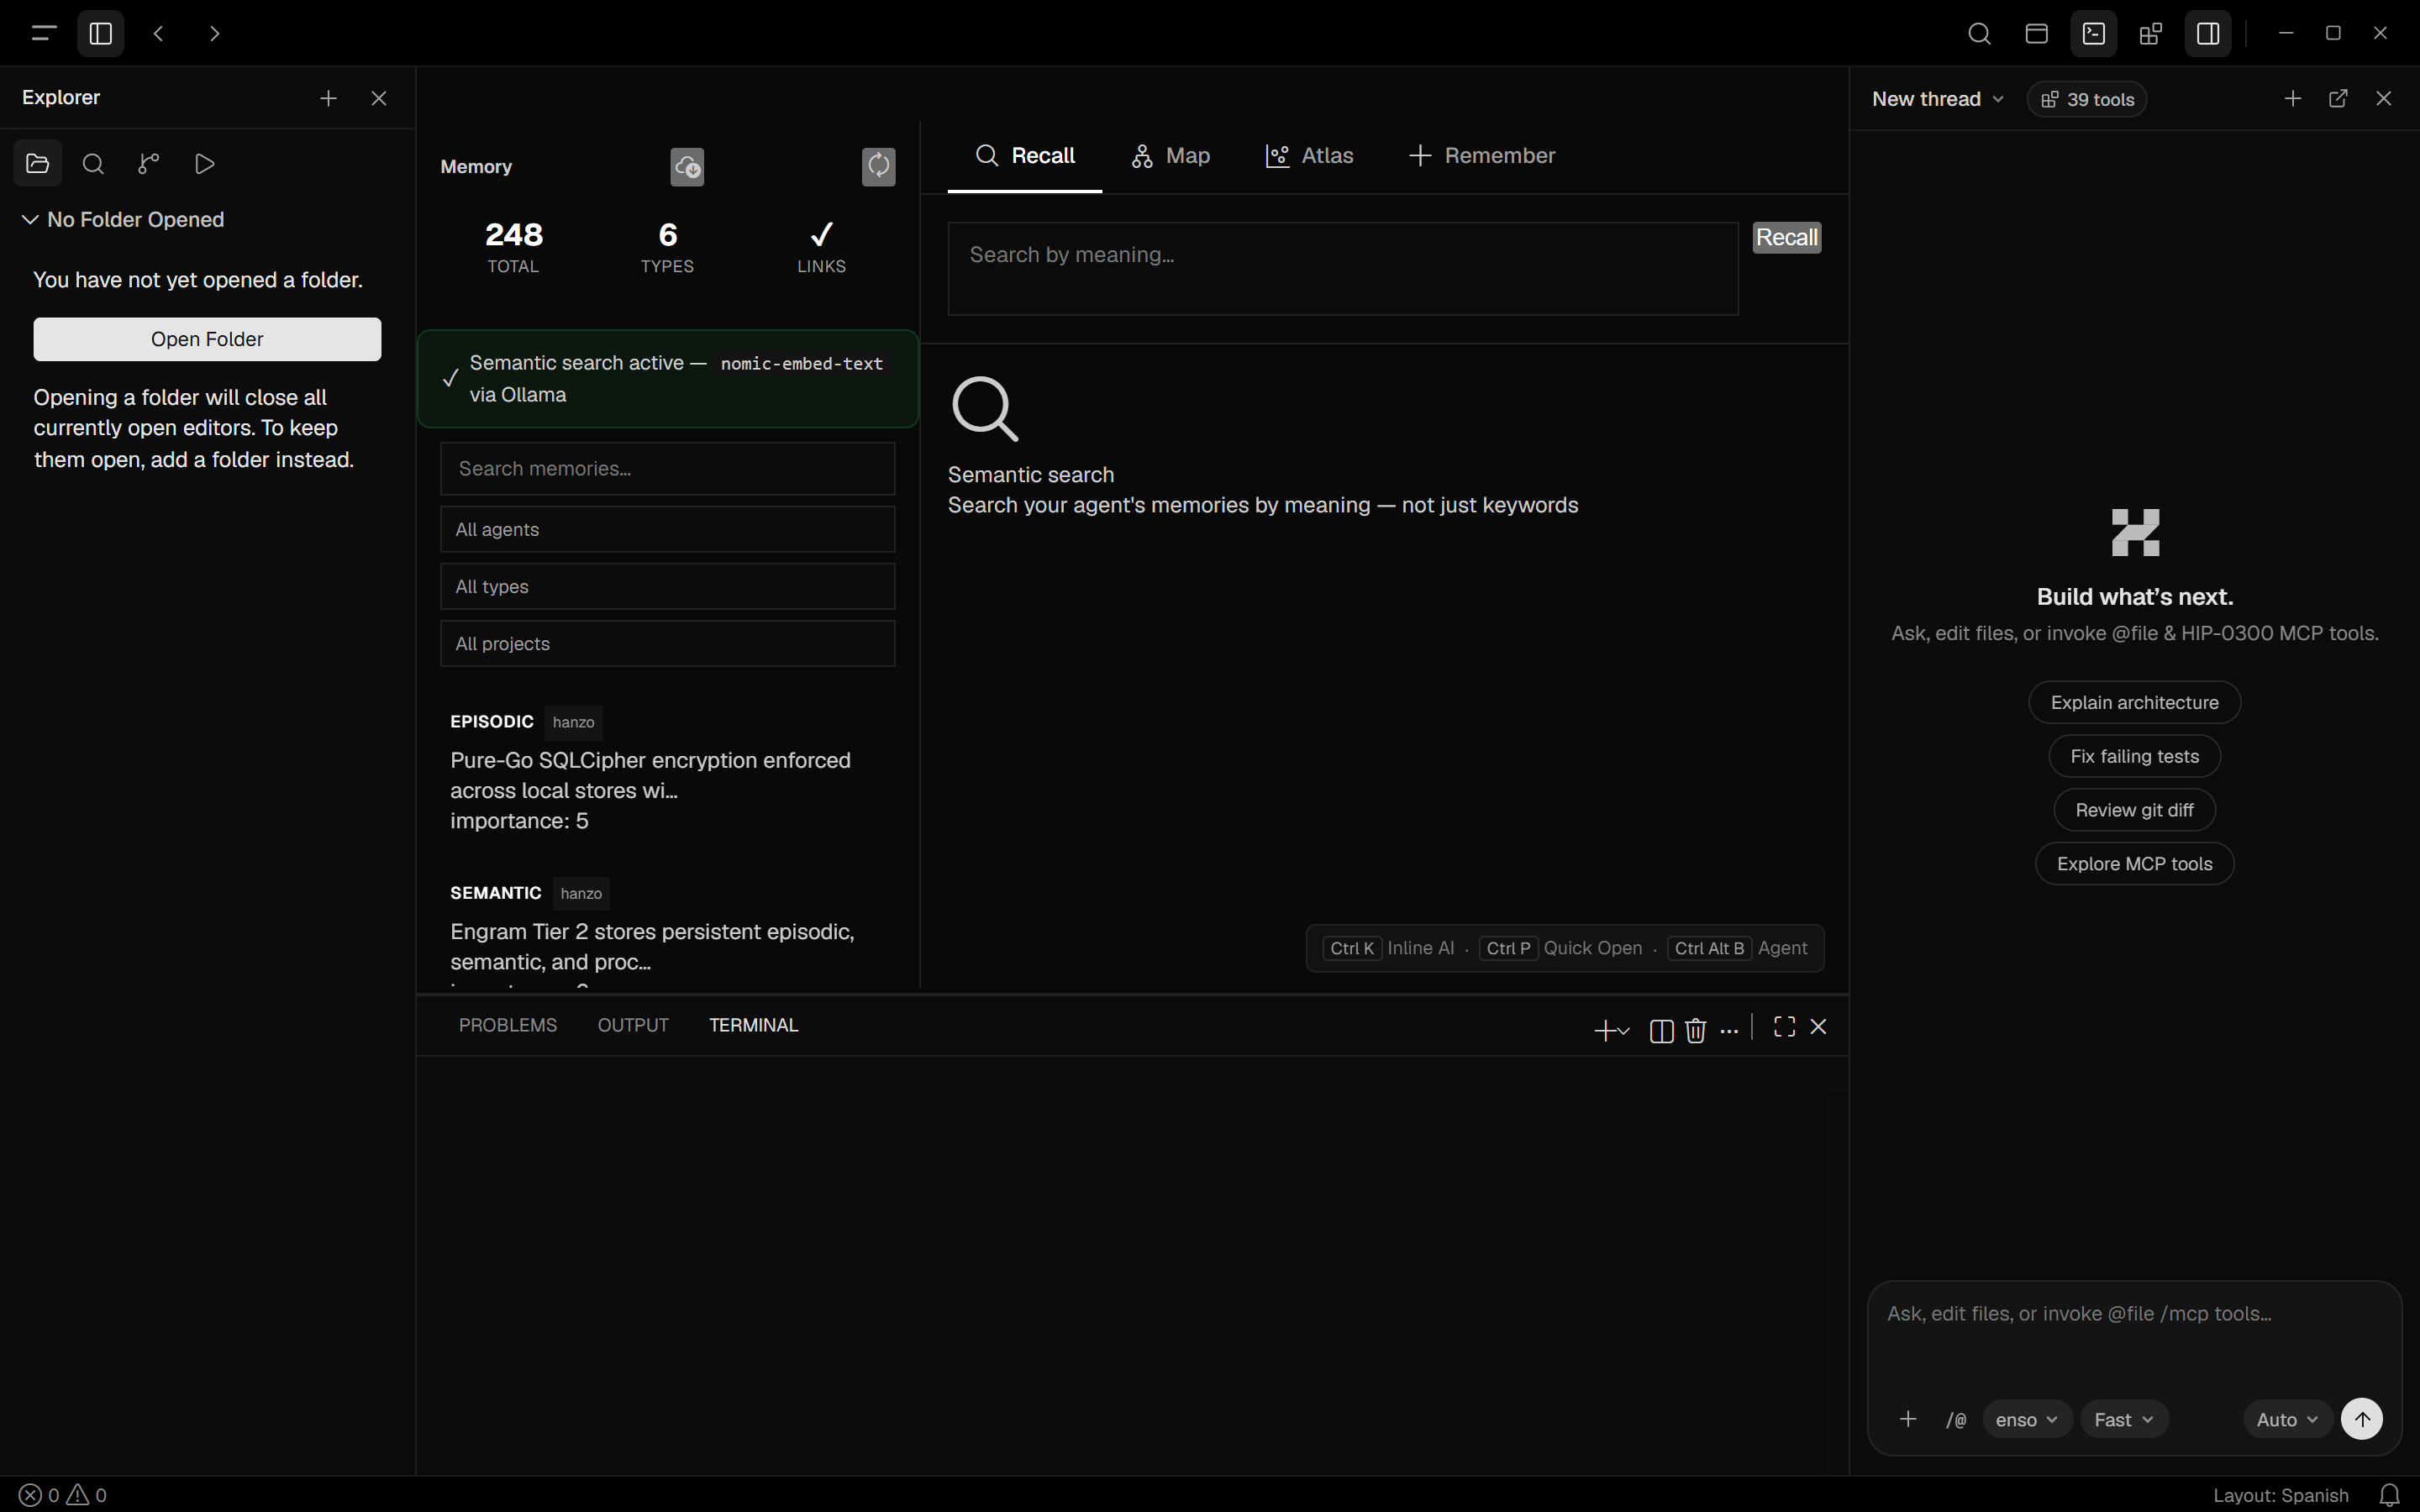 Explorer
No Folder Opened
You have not yet opened a folder.
Open Folder
Opening a folder will close all
currently open editors. To keep
them open, add a folder instead.
Memory
248
TOTAL
6
TYPES
✓
LINKS
✓ Semantic search active — nomic-embed-text
via Ollama
Search memories...
All agents
All types
All projects
EPISODIC hanzo
Pure-Go SQLCipher encryption enforced
across local stores wi...
importance: 5
SEMANTIC hanzo
Engram Tier 2 stores persistent episodic,
semantic, and proc...
Recall
Map
Atlas
Remember
Search by meaning...
Recall
Semantic search
Search your agent's memories by meaning — not just keywords
Ctrl K Inline AI · Ctrl P Quick Open · Ctrl Alt B Agent
PROBLEMS
OUTPUT
TERMINAL
New thread
39 tools
Build what’s next.
Ask, edit files, or invoke @file & HIP-0300 MCP tools.
Explain architecture
Fix failing tests
Review git diff
Explore MCP tools
Ask, edit files, or invoke @file /mcp tools...
/@
enso
Fast
Auto
0
0
Layout: Spanish